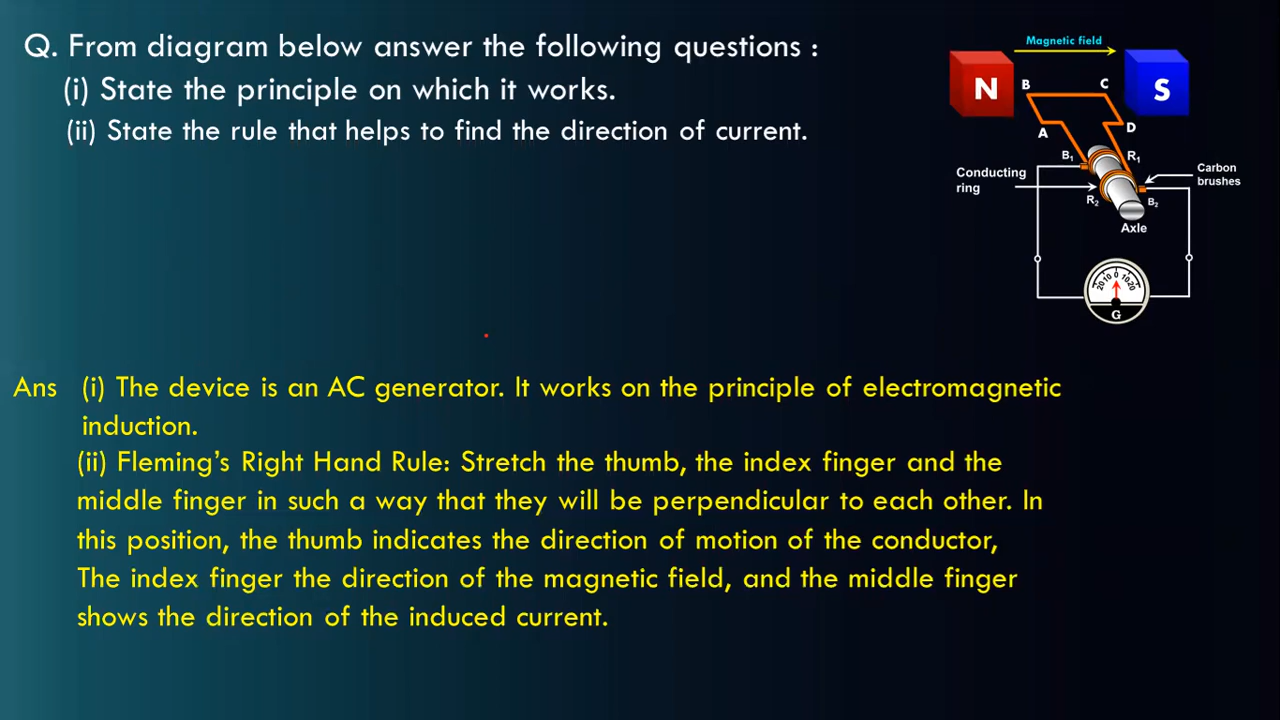 Q. From diagram below answer the following questions :
(i) State the principle on which it works.
(ii) State the rule that helps to find the direction of current.
Magnetic field
N
S
B
C
A
D
B₁
R₁
Conducting
ring
Carbon
brushes
R₂
B₂
Axle
20 10 0 10 20
G
Ans (i) The device is an AC generator. It works on the principle of electromagnetic
induction.
(ii) Fleming's Right Hand Rule: Stretch the thumb, the index finger and the
middle finger in such a way that they will be perpendicular to each other. In
this position, the thumb indicates the direction of motion of the conductor,
The index finger the direction of the magnetic field, and the middle finger
shows the direction of the induced current.